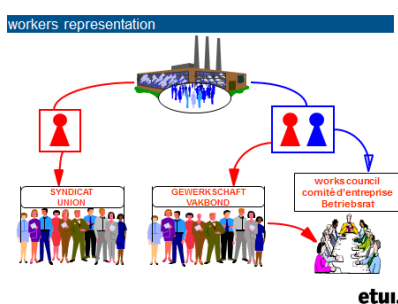 workers representation
SYNDICAT
UNION
GEWERKSCHAFT
VAKBOND
works council
comité d'entreprise
Betriebsrat
etui.